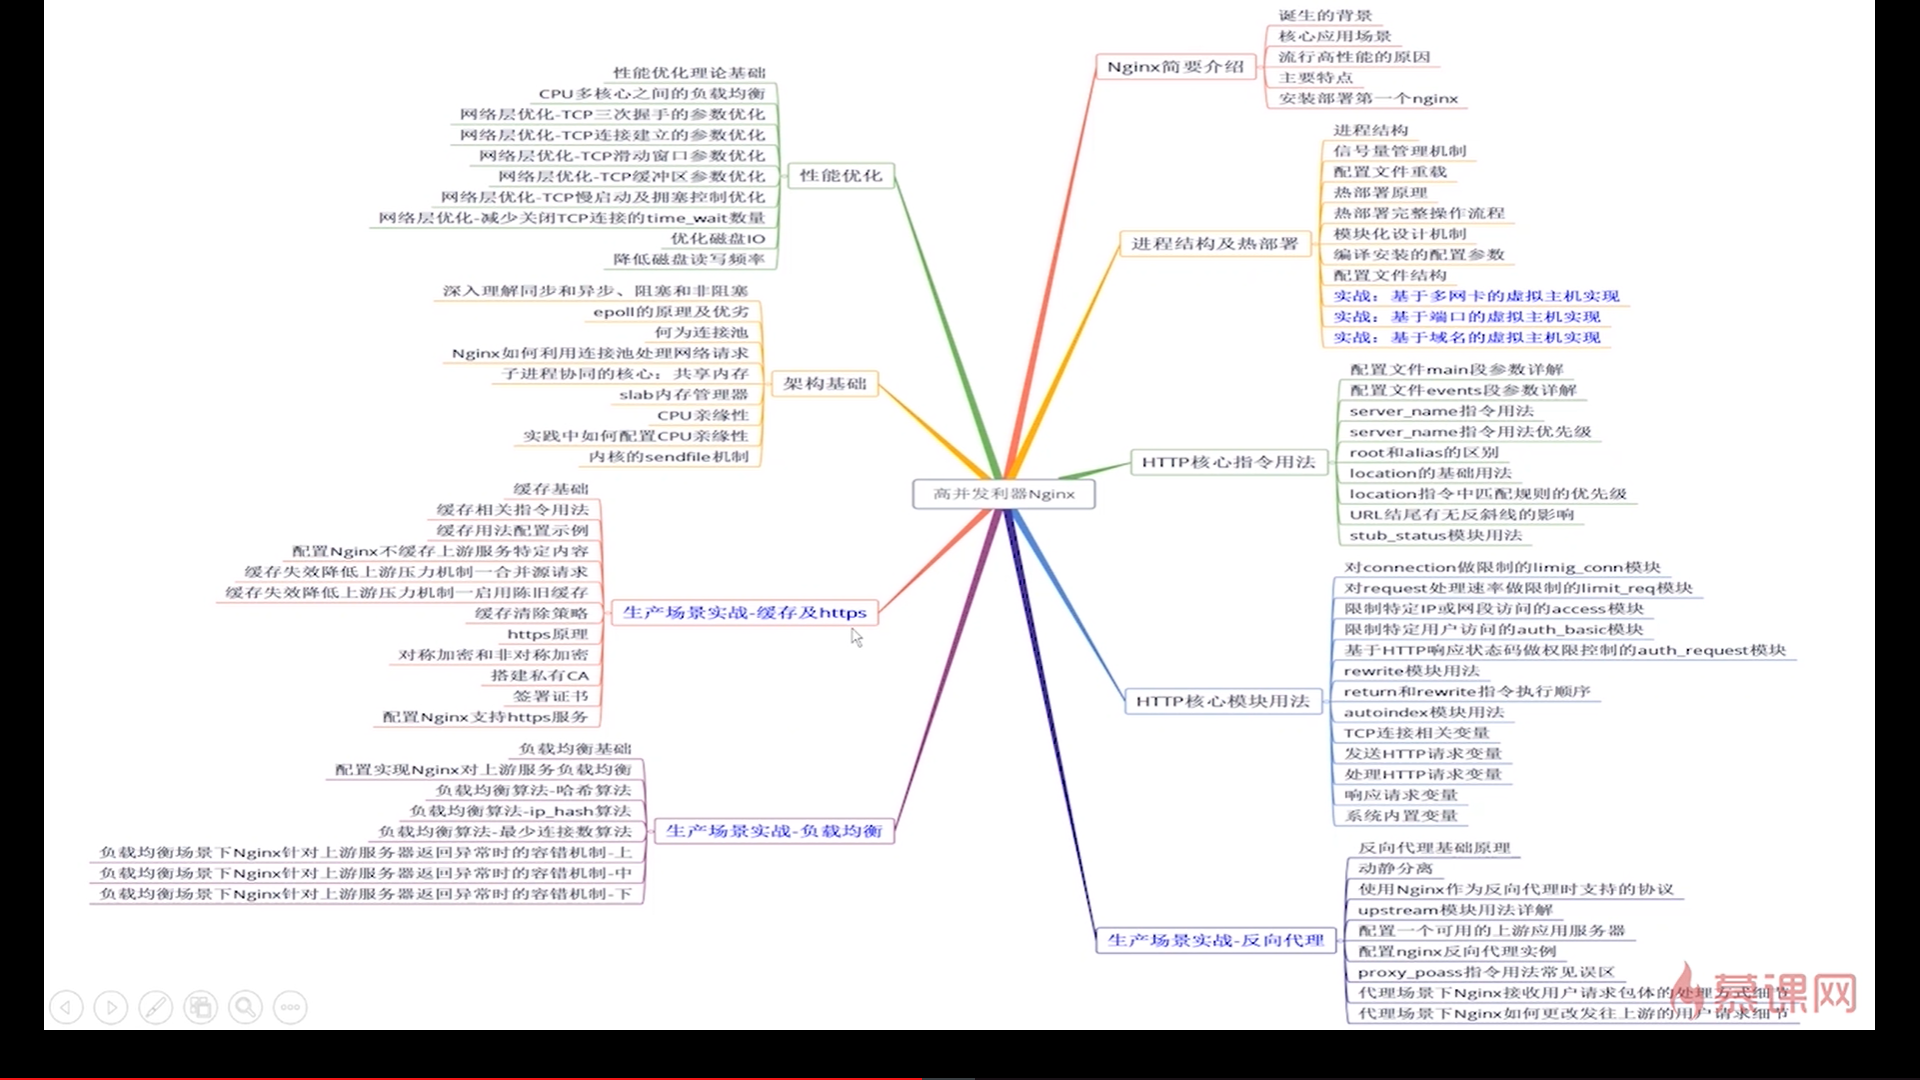 高并发利器Nginx
Nginx简要介绍
诞生的背景
核心应用场景
流行高性能的原因
主要特点
安装部署第一个nginx
进程结构及热部署
进程结构
信号量管理机制
配置文件重载
热部署原理
热部署完整操作流程
模块化设计机制
编译安装的配置参数
配置文件结构
实战：基于多网卡的虚拟主机实现
实战：基于端口的虚拟主机实现
实战：基于域名的虚拟主机实现
HTTP核心指令用法
配置文件main段参数详解
配置文件events段参数详解
server_name指令用法
server_name指令用法优先级
root和alias的区别
location的基础用法
location指令中匹配规则的优先级
URL结尾有无反斜线的影响
stub_status模块用法
HTTP核心模块用法
对connection做限制的limig_conn模块
对request处理速率做限制的limit_req模块
限制特定IP或网段访问的access模块
限制特定用户访问的auth_basic模块
基于HTTP响应状态码做权限控制的auth_request模块
rewrite模块用法
return和rewrite指令执行顺序
autoindex模块用法
TCP连接相关变量
发送HTTP请求变量
处理HTTP请求变量
响应请求变量
系统内置变量
生产场景实战-反向代理
反向代理基础原理
动静分离
使用Nginx作为反向代理时支持的协议
upstream模块用法详解
配置一个可用的上游应用服务器
配置nginx反向代理实例
proxy_poass指令用法常见误区
代理场景下Nginx接收用户请求包体的处理方式细节
代理场景下Nginx如何更改发往上游的用户请求细节
性能优化
性能优化理论基础
CPU多核心之间的负载均衡
网络层优化-TCP三次握手的参数优化
网络层优化-TCP连接建立的参数优化
网络层优化-TCP滑动窗口参数优化
网络层优化-TCP缓冲区参数优化
网络层优化-TCP慢启动及拥塞控制优化
网络层优化-减少关闭TCP连接的time_wait数量
优化磁盘IO
降低磁盘读写频率
架构基础
深入理解同步和异步、阻塞和非阻塞
epoll的原理及优劣
何为连接池
Nginx如何利用连接池处理网络请求
子进程协同的核心：共享内存
slab内存管理器
CPU亲缘性
实践中如何配置CPU亲缘性
内核的sendfile机制
生产场景实战-缓存及https
缓存基础
缓存相关指令用法
缓存用法配置示例
配置Nginx不缓存上游服务特定内容
缓存失效降低上游压力机制一合并源请求
缓存失效降低上游压力机制一启用陈旧缓存
缓存清除策略
https原理
对称加密和非对称加密
搭建私有CA
签署证书
配置Nginx支持https服务
生产场景实战-负载均衡
负载均衡基础
配置实现Nginx对上游服务负载均衡
负载均衡算法-哈希算法
负载均衡算法-ip_hash算法
负载均衡算法-最少连接数算法
负载均衡场景下Nginx针对上游服务器返回异常时的容错机制-上
负载均衡场景下Nginx针对上游服务器返回异常时的容错机制-中
负载均衡场景下Nginx针对上游服务器返回异常时的容错机制-下
慕课网